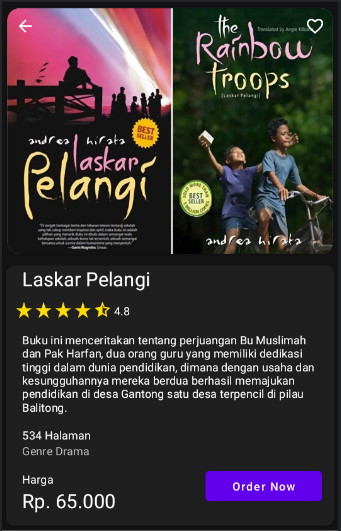 andrea hirata
BEST
SELLER
laskar
Pelangi
the
Translated by Angie Kilbane
Rainbow
troops
(Laskar Pelangi)
BEST
SELLER
andrea hirata
Laskar Pelangi
4.8
Buku ini menceritakan tentang perjuangan Bu Muslimah
dan Pak Harfan, dua orang guru yang memiliki dedikasi
tinggi dalam dunia pendidikan, dimana dengan usaha dan
kesungguhannya mereka berdua berhasil memajukan
pendidikan di desa Gantong satu desa terpencil di pilau
Balitong.
534 Halaman
Genre Drama
Harga
Rp. 65.000
Order Now